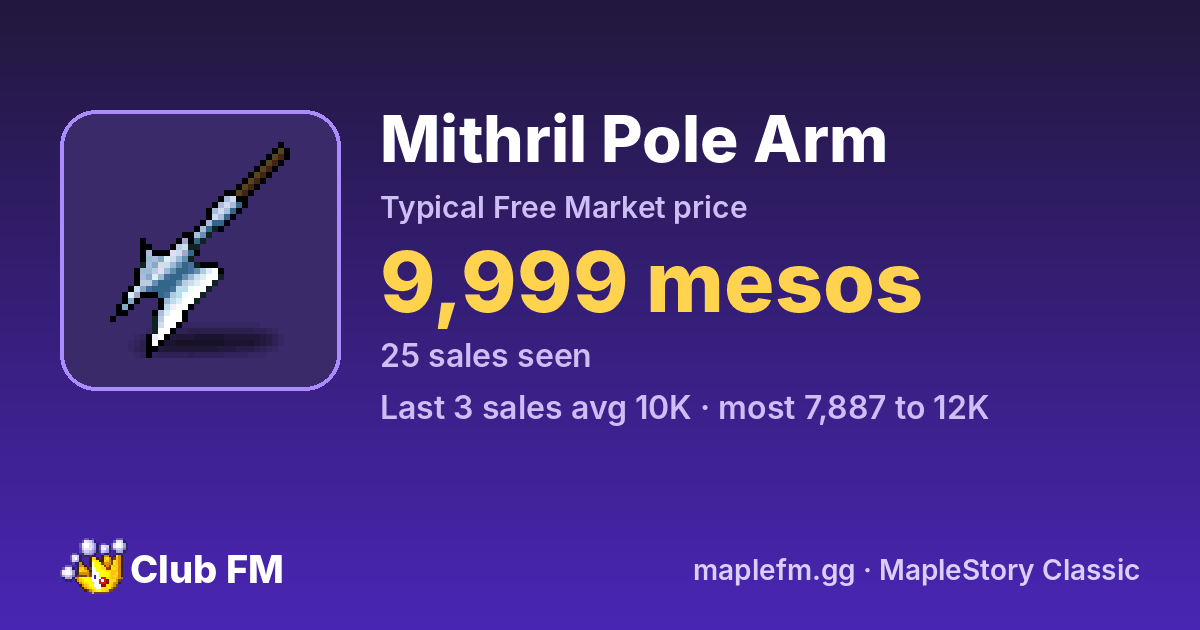 Mithril Pole Arm
Typical Free Market price
9,999 mesos
25 sales seen
Last 3 sales avg 10K · most 7,887 to 12K
Club FM
maplefm.gg · MapleStory Classic